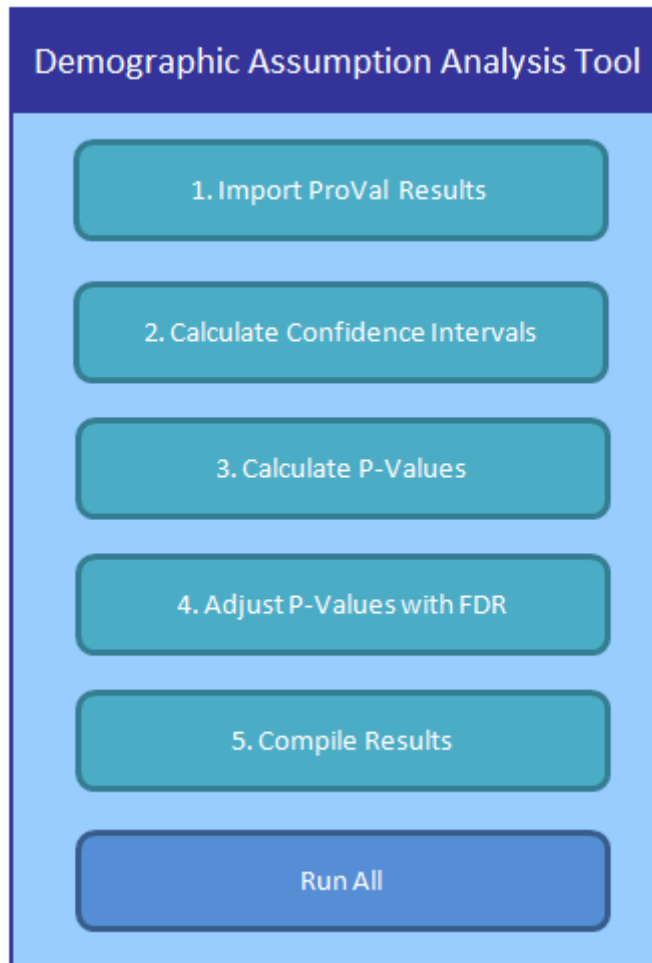 Demographic Assumption Analysis Tool
1. Import ProVal Results
2. Calculate Confidence Intervals
3. Calculate P-Values
4. Adjust P-Values with FDR
5. Compile Results
Run All